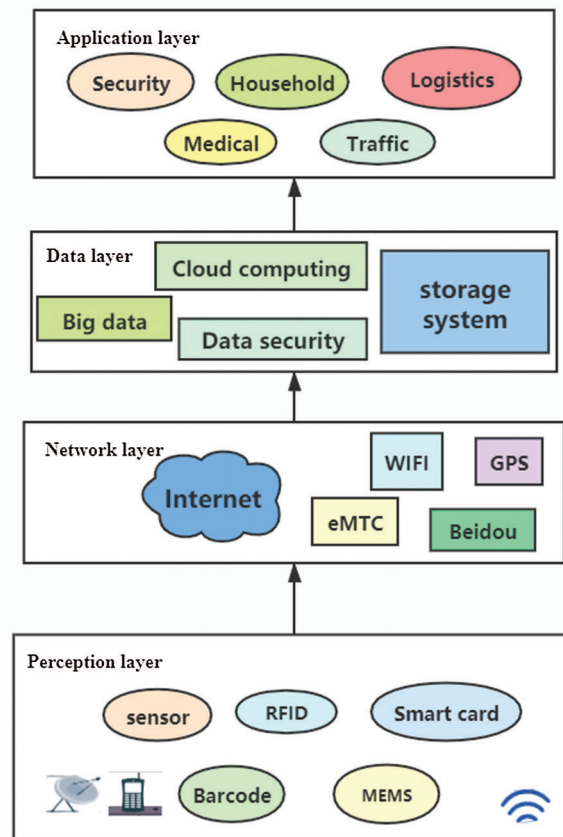 Application layer
Security
Household
Logistics
Medical
Traffic
Data layer
Cloud computing
Big data
Data security
storage
system
Network layer
Internet
WIFI
GPS
eMTC
Beidou
Perception layer
sensor
RFID
Smart card
Barcode
MEMS